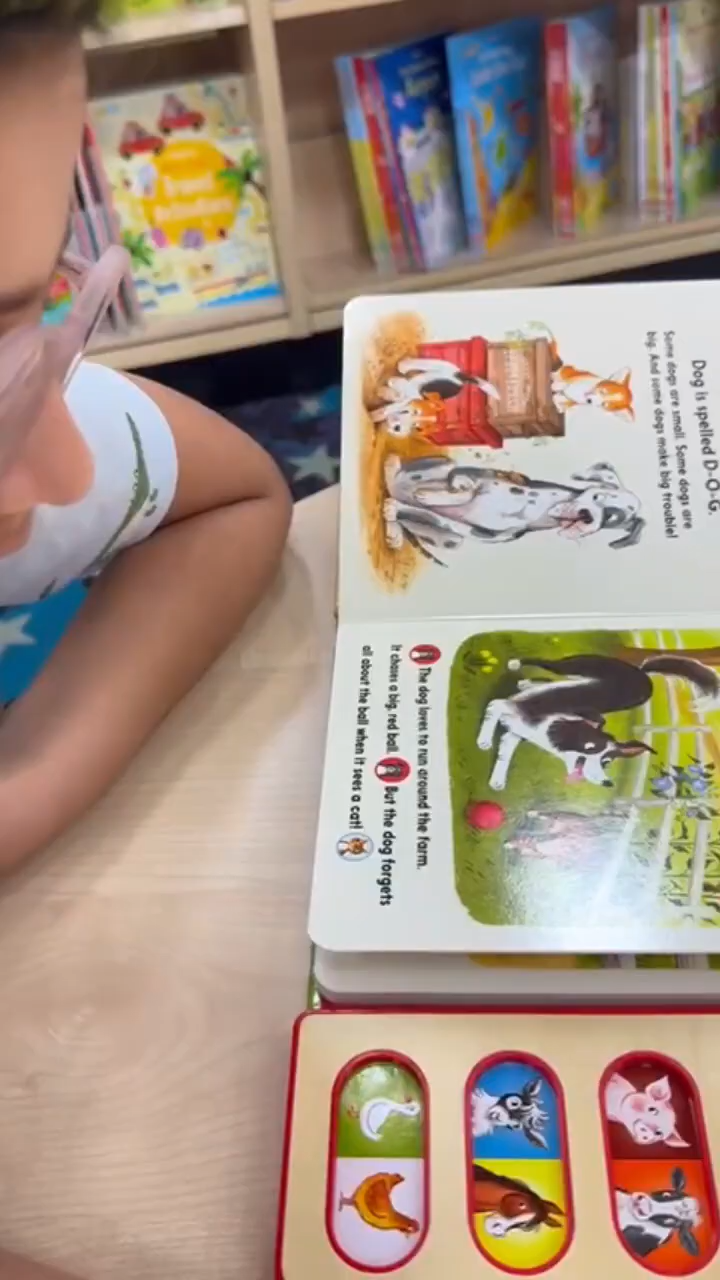 Dog is spelled D-O-G.
Some dogs are small. Some dogs are
big. And some dogs make big trouble!
The dog loves to run around the farm.
It chases a big, red ball. But the dog forgets
all about the ball when it sees a cat!